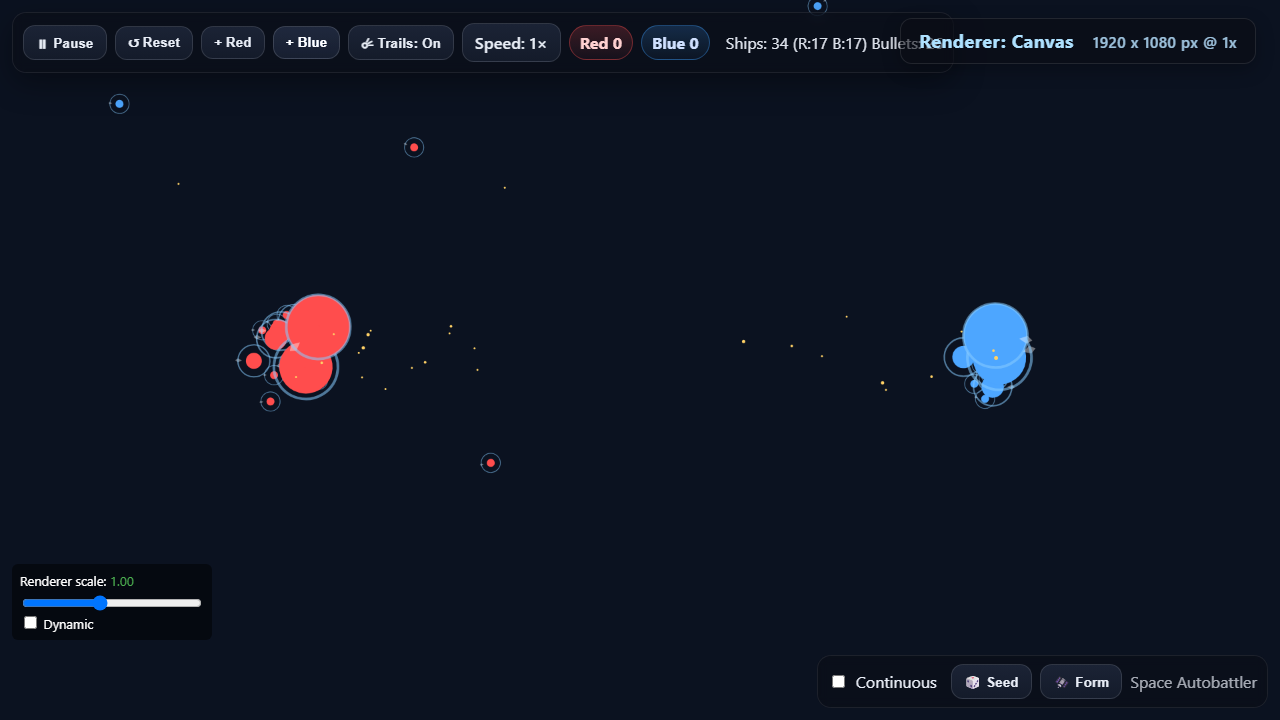 ⏸ Pause
↺ Reset
+ Red
+ Blue
☄ Trails: On
Speed: 1×
Red 0
Blue 0
Ships: 34 (R:17 B:17) Bullets:
Renderer: Canvas
1920 x 1080 px @ 1x
Renderer scale: 1.00
Dynamic
Continuous
🎲 Seed
🛰 Form
Space Autobattler